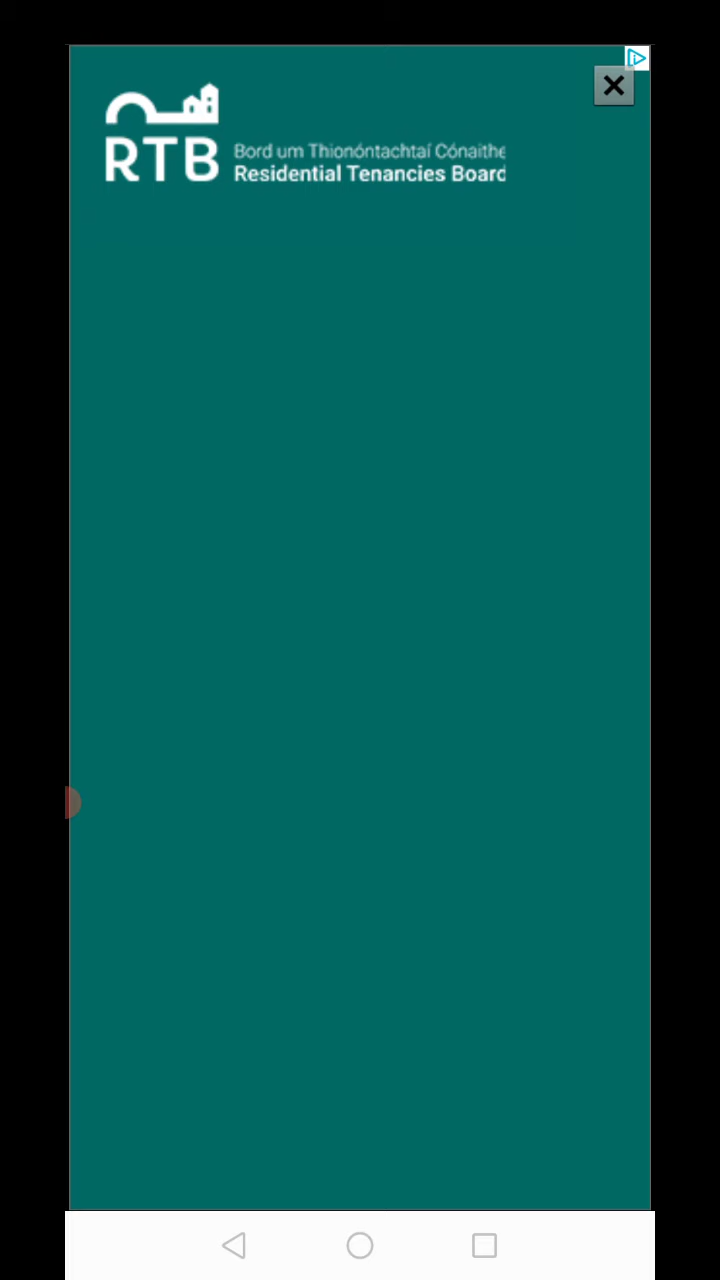 RTB
Bord um Thionóntachtaí Cónaithe
Residential Tenancies Board